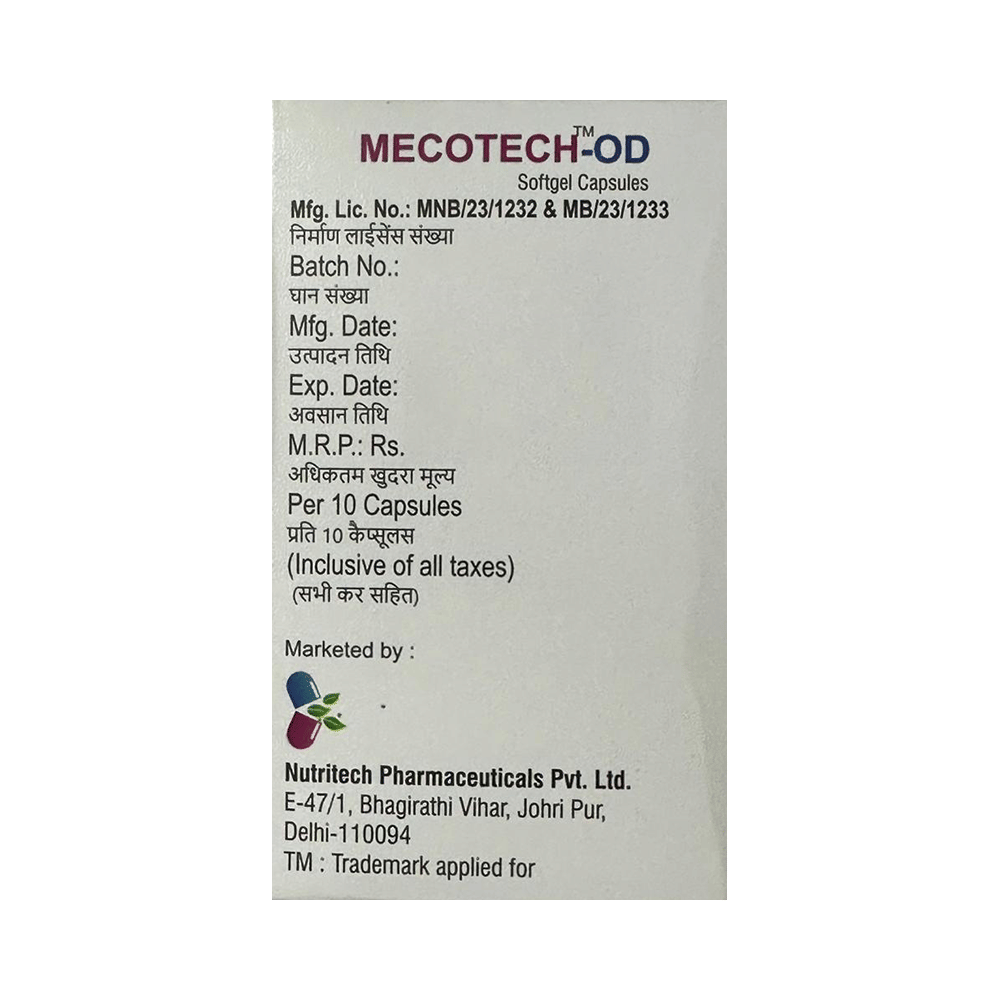 MECOTECH™-OD
Softgel Capsules
Mfg. Lic. No.: MNB/23/1232 & MB/23/1233
निर्माण लाईसेंस संख्या
Batch No.:
घान संख्या
Mfg. Date:
उत्पादन तिथि
Exp. Date:
अवसान तिथि
M.R.P.: Rs.
अधिकतम खुदरा मूल्य
Per 10 Capsules
प्रति 10 कैप्सूलस
(Inclusive of all taxes)
(सभी कर सहित)
Marketed by :
Nutritech Pharmaceuticals Pvt. Ltd.
E-47/1, Bhagirathi Vihar, Johri Pur,
Delhi-110094
TM : Trademark applied for